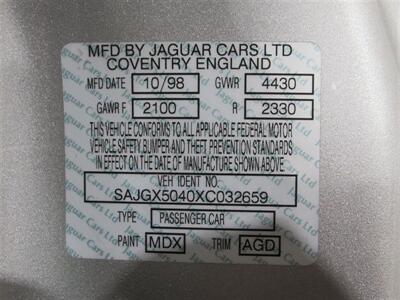 MFD BY JAGUAR CARS LTD
COVENTRY ENGLAND
MFD DATE 10/98 GVWR 4430
GAWR F. 2100 R 2330
THIS VEHICLE CONFORMS TO ALL APPLICABLE FEDERAL MOTOR
VEHICLE SAFETY, BUMPER AND THEFT PREVENTION STANDARDS
IN EFFECT ON THE DATE OF MANUFACTURE SHOWN ABOVE
VEH IDENT NO.
SAJGX5040XC032659
TYPE PASSENGER CAR
PAINT MDX TRIM AGD